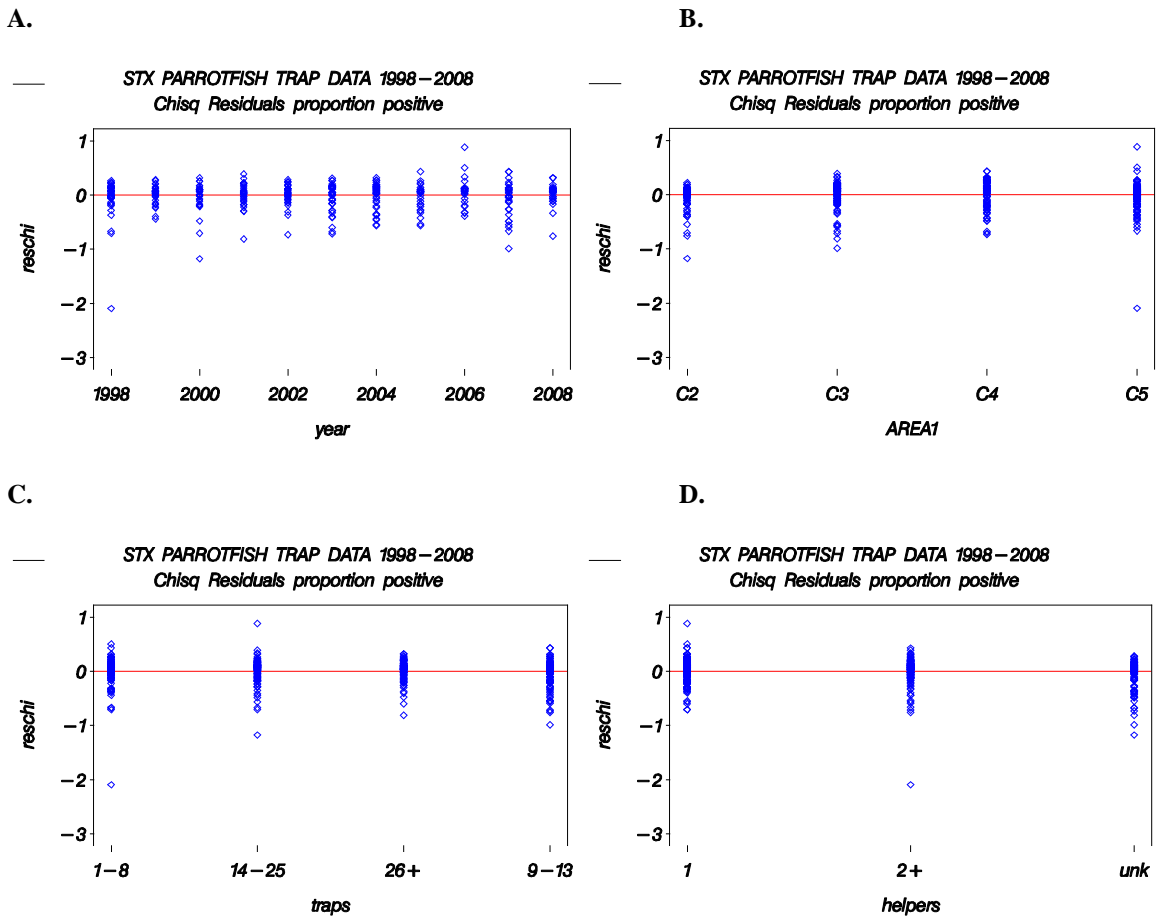 A.
STX PARROTFISH TRAP DATA 1998-2008
Chisq Residuals proportion positive
reschi
1
0
-1
-2
-3
1998 2000 2002 2004 2006 2008
year
B.
STX PARROTFISH TRAP DATA 1998-2008
Chisq Residuals proportion positive
reschi
1
0
-1
-2
-3
C2 C3 C4 C5
AREA1
C.
STX PARROTFISH TRAP DATA 1998-2008
Chisq Residuals proportion positive
reschi
1
0
-1
-2
-3
1-8 14-25 26+ 9-13
traps
D.
STX PARROTFISH TRAP DATA 1998-2008
Chisq Residuals proportion positive
reschi
1
0
-1
-2
-3
1 2+ unk
helpers